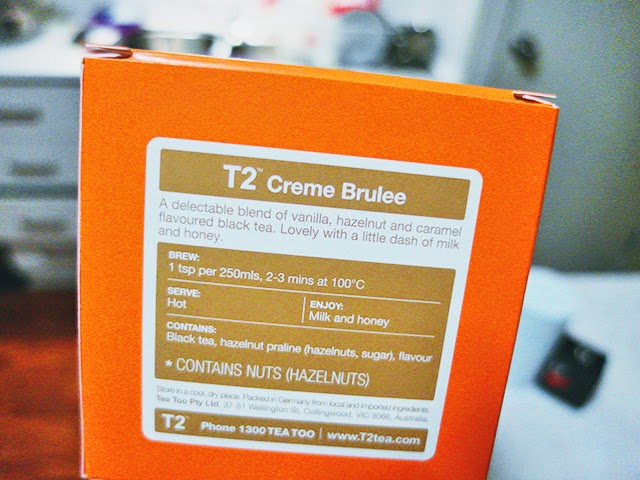 T2™ Creme Brulee
A delectable blend of vanilla, hazelnut and caramel
flavoured black tea. Lovely with a little dash of milk
and honey.
BREW:
1 tsp per 250mls, 2-3 mins at 100°C
SERVE:
Hot
ENJOY:
Milk and honey
CONTAINS:
Black tea, hazelnut praline (hazelnuts, sugar), flavour
* CONTAINS NUTS (HAZELNUTS)
Store in a cool, dry place. Packed in Germany from local and imported ingredients.
Tea Too Pty Ltd. 37-51 Wellington St, Collingwood, VIC 3066, Australia.
T2 Phone 1300 TEA TOO | www.T2tea.com